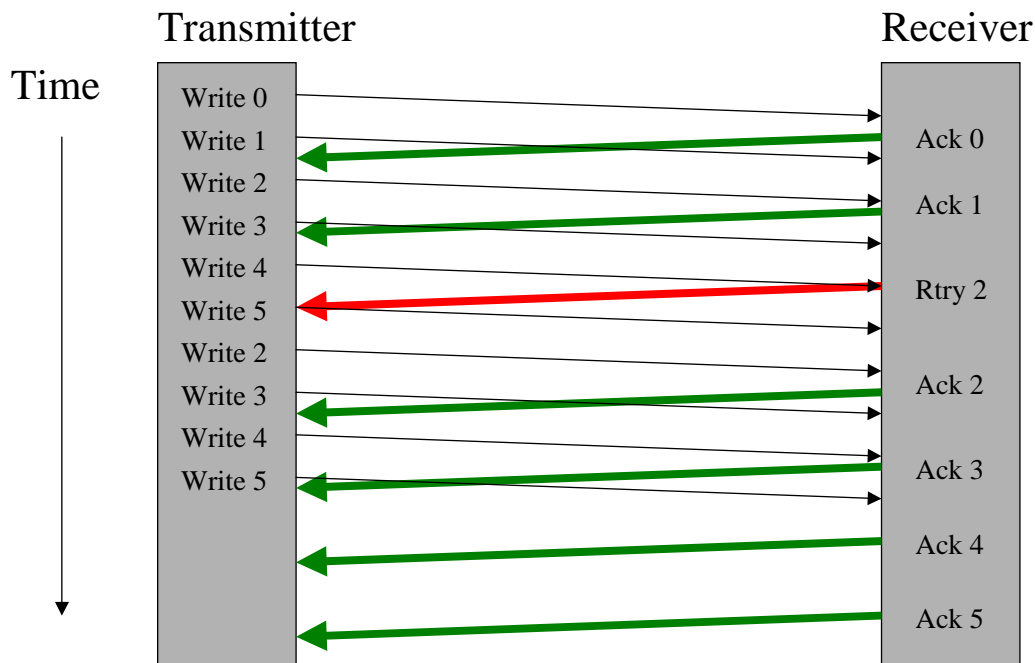 Transmitter
Receiver
Time
Write 0
Write 1
Write 2
Write 3
Write 4
Write 5
Write 2
Write 3
Write 4
Write 5
Ack 0
Ack 1
Rtry 2
Ack 2
Ack 3
Ack 4
Ack 5